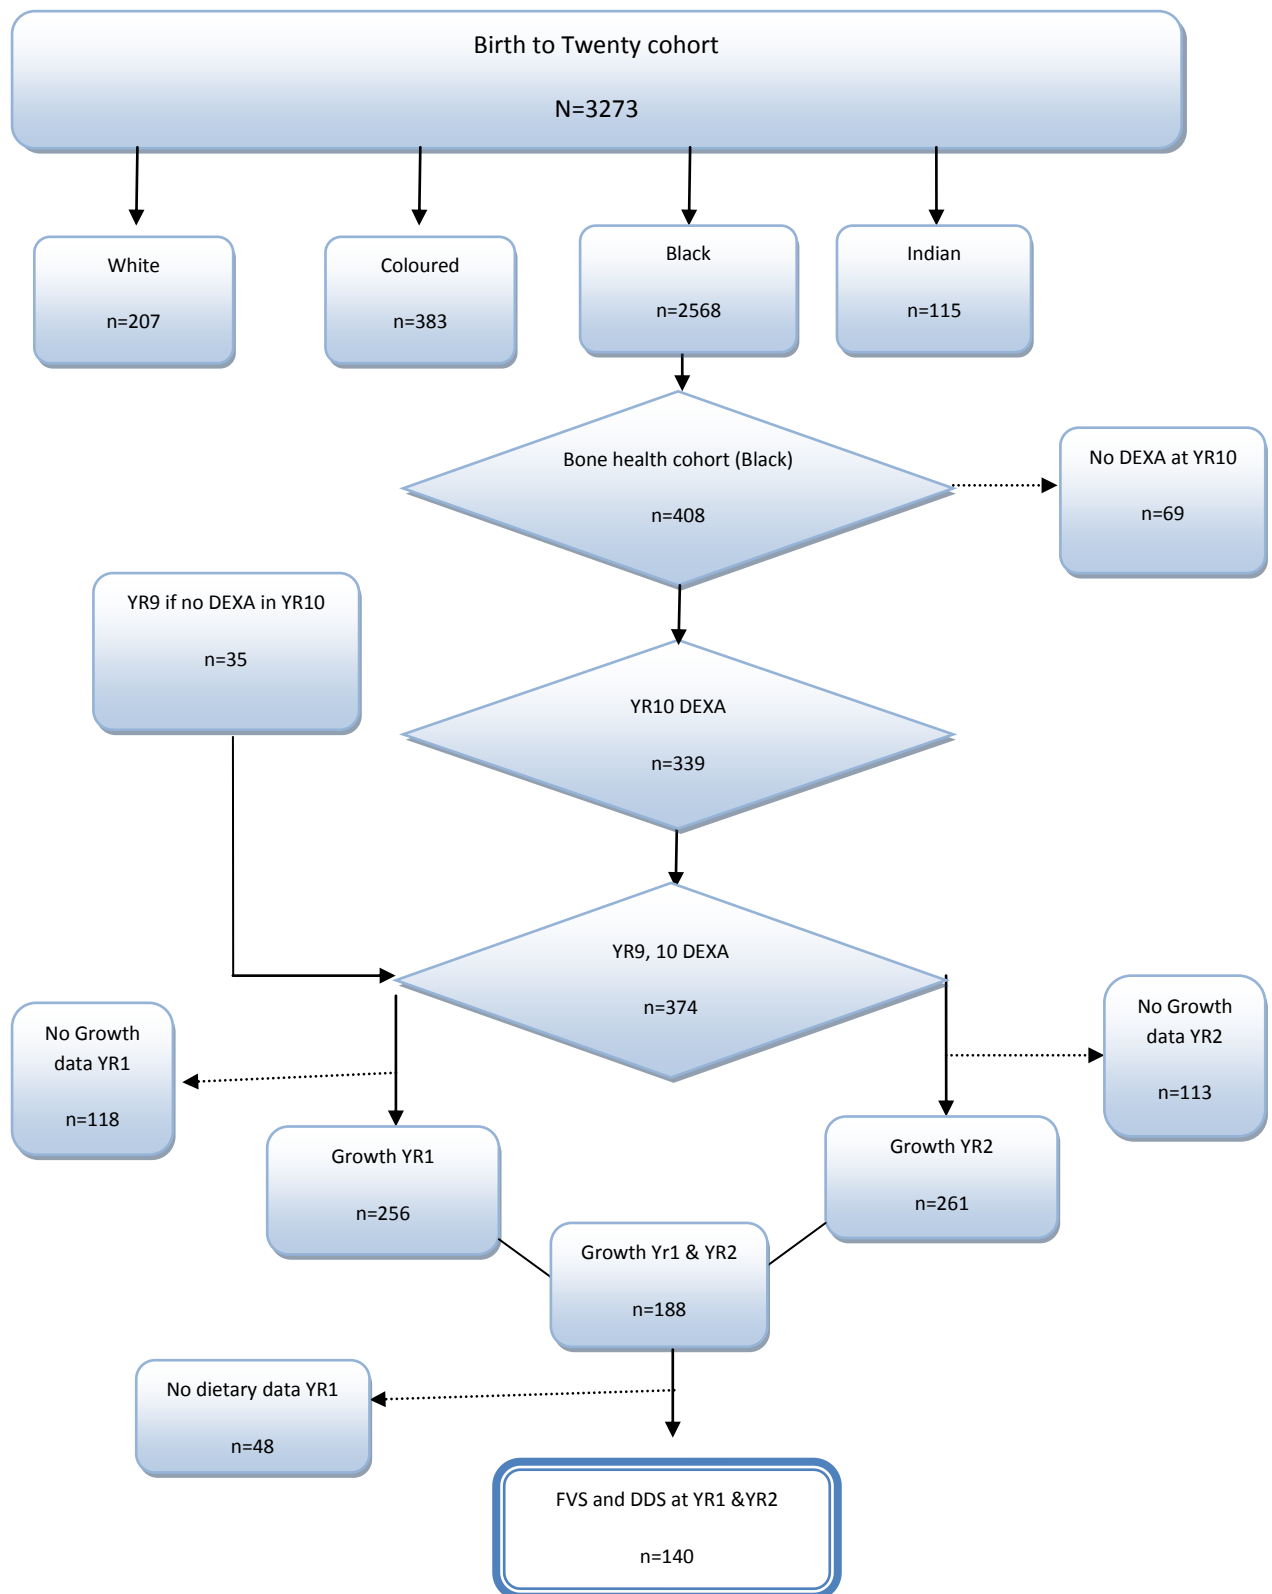 Birth to Twenty cohort
N=3273
White
n=207
Coloured
n=383
Black
n=2568
Indian
n=115
Bone health cohort (Black)
n=408
No DEXA at YR10
n=69
YR9 if no DEXA in YR10
n=35
YR10 DEXA
n=339
YR9, 10 DEXA
n=374
No Growth
data YR1
n=118
No Growth
data YR2
n=113
Growth YR1
n=256
Growth YR2
n=261
Growth Yr1 & YR2
n=188
No dietary data YR1
n=48
FVS and DDS at YR1 &YR2
n=140